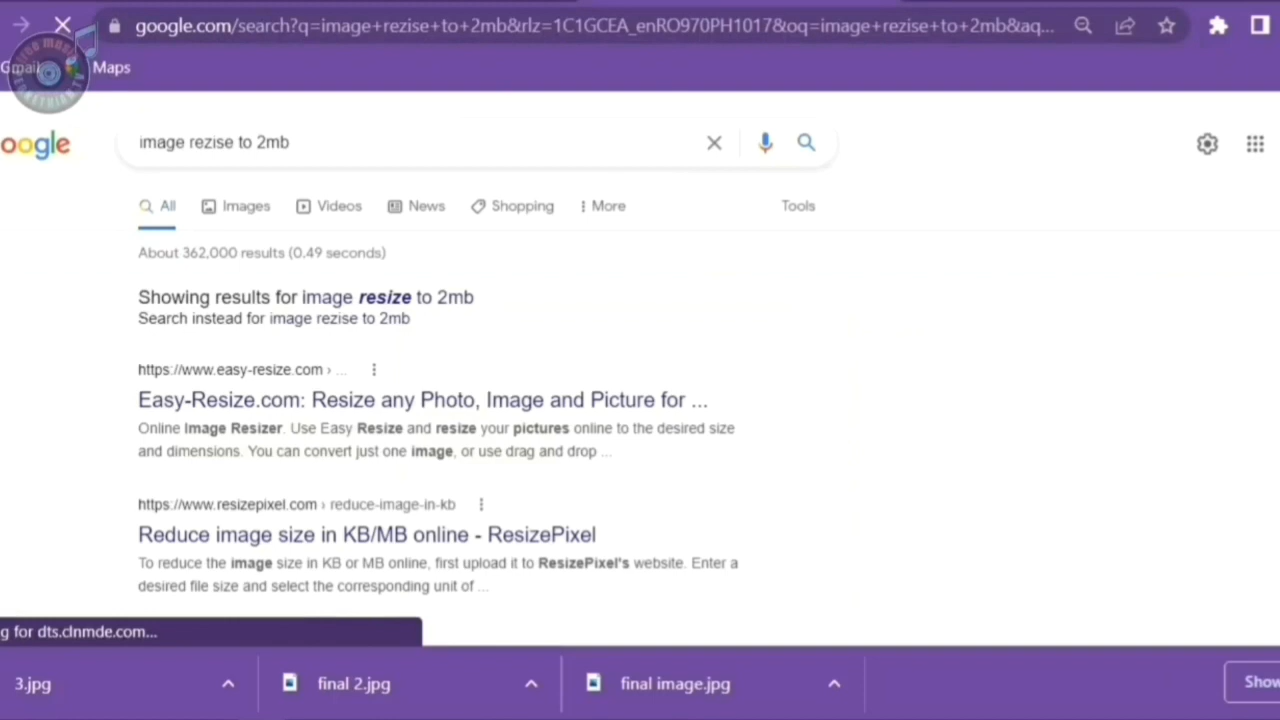 google.com/search?q=image+rezise+to+2mb&rlz=1C1GCEA_enRO970PH1017&oq=image+rezise+to+2mb&aq...
Gmail Maps
oogle
image rezise to 2mb
All Images Videos News Shopping More Tools
About 362,000 results (0.49 seconds)
Showing results for image resize to 2mb
Search instead for image rezise to 2mb
https://www.easy-resize.com › ...
Easy-Resize.com: Resize any Photo, Image and Picture for ...
Online Image Resizer. Use Easy Resize and resize your pictures online to the desired size
and dimensions. You can convert just one image, or use drag and drop ...
https://www.resizepixel.com › reduce-image-in-kb
Reduce image size in KB/MB online - ResizePixel
To reduce the image size in KB or MB online, first upload it to ResizePixel's website. Enter a
desired file size and select the corresponding unit of ...
g for dts.clnmde.com...
3.jpg final 2.jpg final image.jpg Show